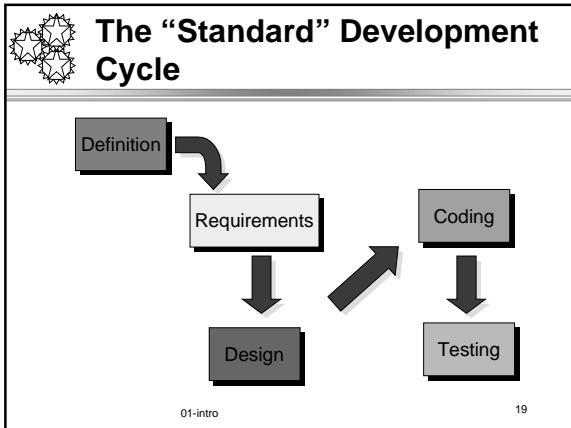 The “Standard” Development
Cycle
Definition
Requirements
Coding
Design
Testing
01-intro
19